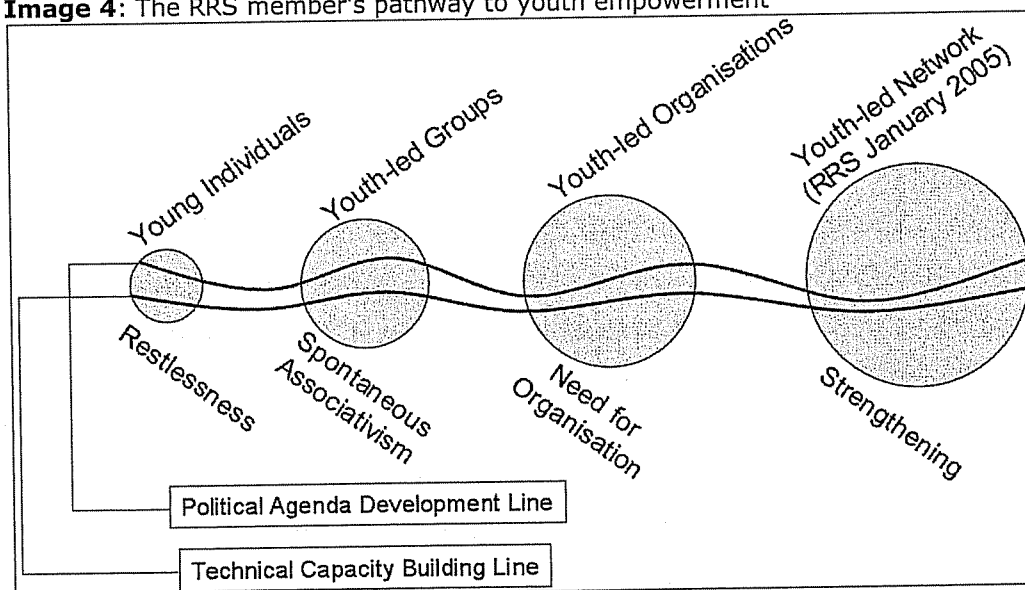 Image 4: The RRS member's pathway to youth empowerment
Young Individuals
Youth-led Groups
Youth-led Organisations
Youth-led Network
(RRS January 2005)
Restlessness
Spontaneous
Associativism
Need for
Organisation
Strengthening
Political Agenda Development Line
Technical Capacity Building Line